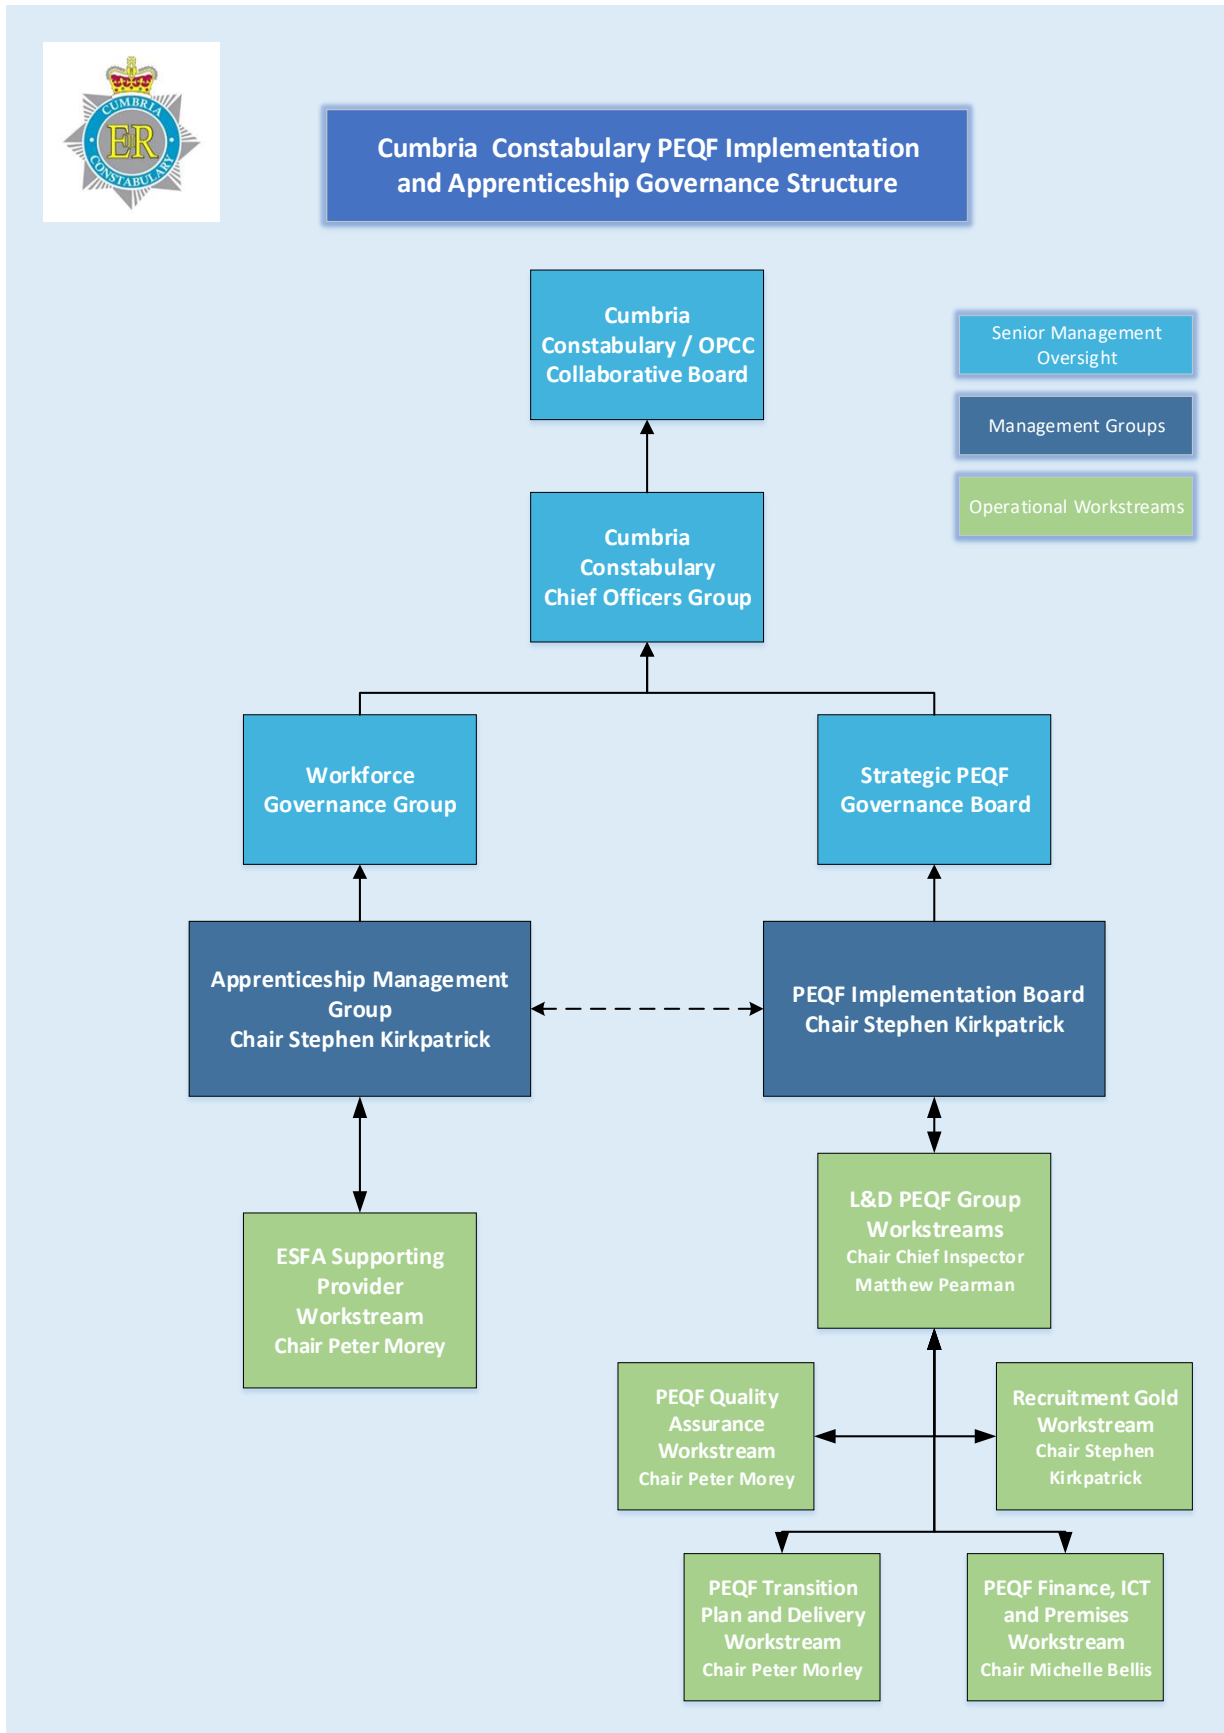 CUMBRIA
ER
CONSTABULARY
Cumbria Constabulary PEQF Implementation
and Apprenticeship Governance Structure
Cumbria
Constabulary / OPCC
Collaborative Board
Senior Management
Oversight
Management Groups
Operational Workstreams
Cumbria
Constabulary
Chief Officers Group
Workforce
Governance Group
Strategic PEQF
Governance Board
Apprenticeship Management
Group
Chair Stephen Kirkpatrick
PEQF Implementation Board
Chair Stephen Kirkpatrick
L&D PEQF Group
Workstreams
Chair Chief Inspector
Matthew Pearman
ESFA Supporting
Provider
Workstream
Chair Peter Morey
PEQF Quality
Assurance
Workstream
Chair Peter Morey
Recruitment Gold
Workstream
Chair Stephen
Kirkpatrick
PEQF Transition
Plan and Delivery
Workstream
Chair Peter Morley
PEQF Finance, ICT
and Premises
Workstream
Chair Michelle Bellis